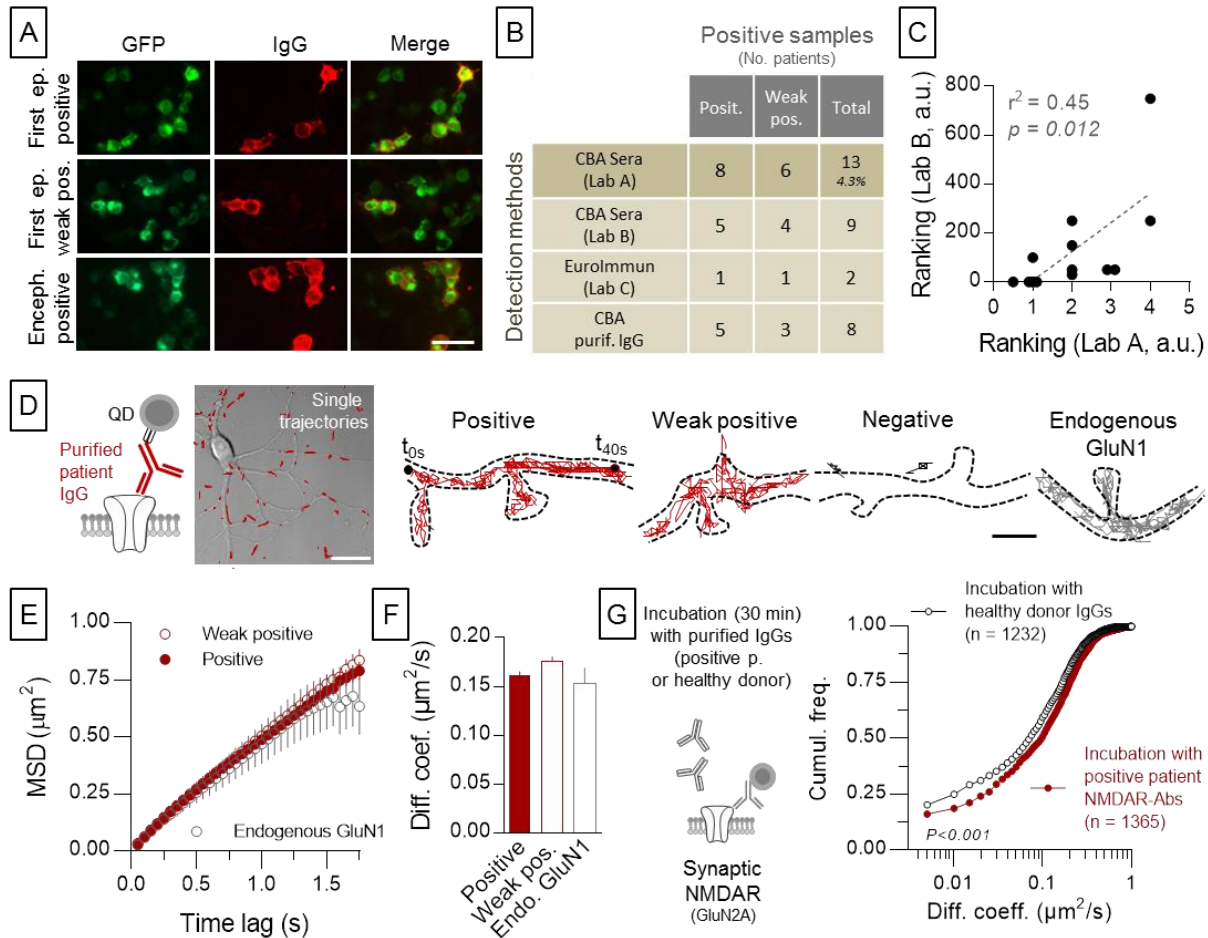 A
GFP
IgG
Merge
First ep.
positive
First ep.
weak pos.
Enceph.
positive
B
Positive samples
(No. patients)
Posit.
Weak
pos.
Total
Detection methods
CBA Sera
(Lab A)
8
6
13
4.3%
CBA Sera
(Lab B)
5
4
9
EuroImmun
(Lab C)
1
1
2
CBA
purif. IgG
5
3
8
C
r² = 0.45
p = 0.012
Ranking (Lab B, a.u.)
800
600
400
200
0
0 1 2 3 4 5
Ranking (Lab A, a.u.)
D
QD
Purified
patient
IgG
Single
trajectories
Positive
t0s
t40s
Weak positive
Negative
Endogenous
GluN1
E
MSD (µm²)
1.00
0.75
0.50
0.25
0.00
Weak positive
Positive
Endogenous GluN1
0.0 0.5 1.0 1.5
Time lag (s)
F
Diff. coef. (µm²/s)
0.20
0.15
0.10
0.05
0.00
Positive
Weak pos.
Endo. GluN1
G
Incubation (30 min)
with purified IgGs
(positive p.
or healthy donor)
Synaptic
NMDAR
(GluN2A)
Incubation with
healthy donor IgGs
(n = 1232)
Cumul. freq.
1.00
0.75
0.50
0.25
0.00
Incubation with
positive patient
NMDAR-Abs
(n = 1365)
P<0.001
0.01 0.1 1
Diff. coeff. (µm²/s)